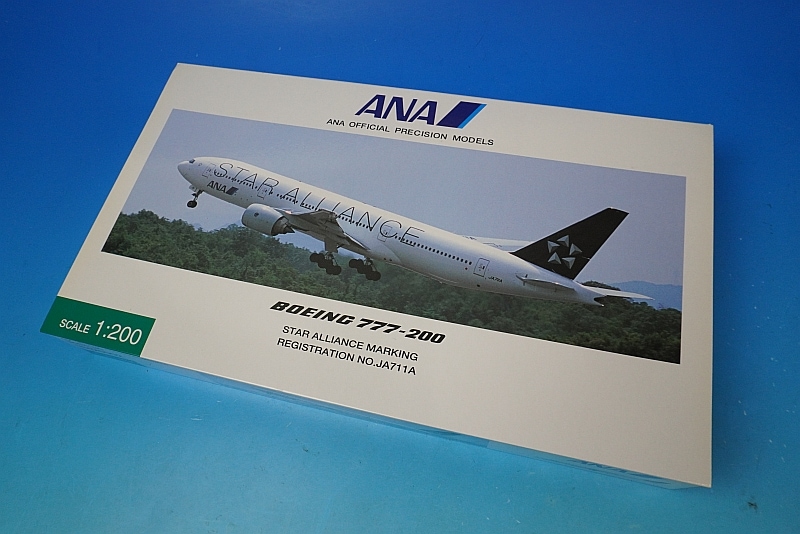 ANA
ANA OFFICIAL PRECISION MODELS
STAR ALLIANCE
ANA
BOEING 777-200
STAR ALLIANCE MARKING
REGISTRATION NO.JA711A
SCALE 1:200